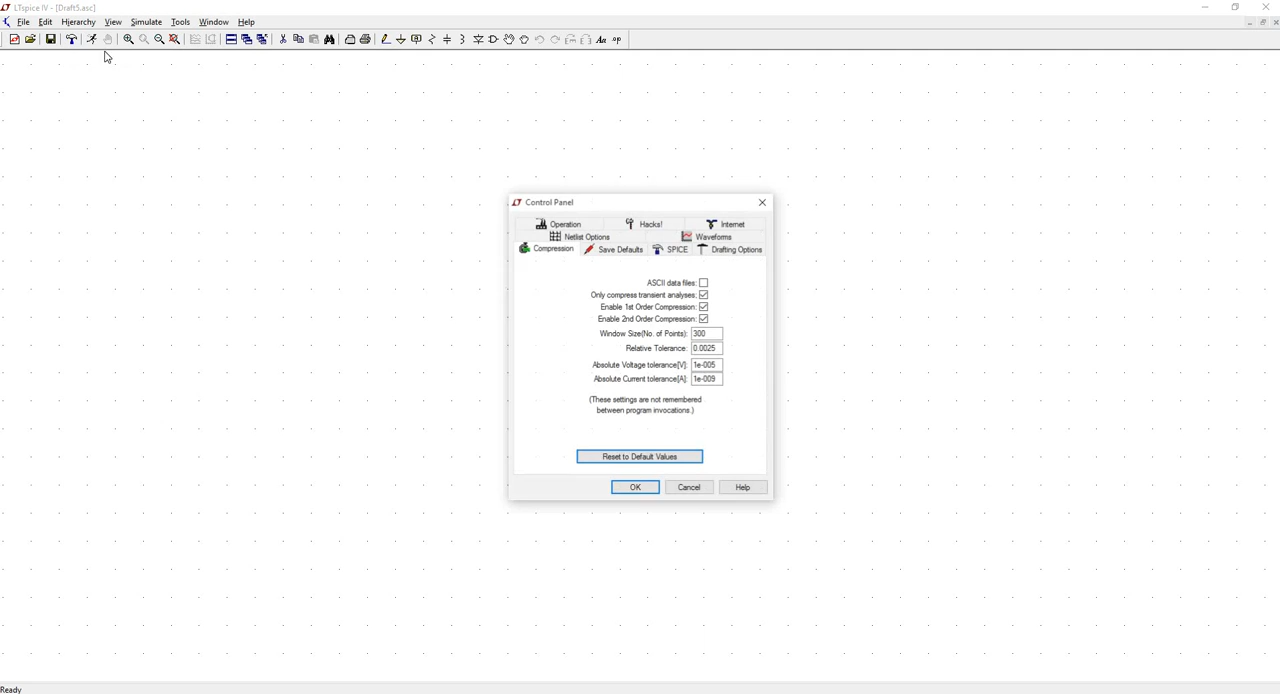 LTspice IV - [Draft5.asc]
File Edit Hierarchy View Simulate Tools Window Help
Aa .op
Control Panel
Operation Hacks! Internet
Netlist Options Waveforms
Compression Save Defaults SPICE Drafting Options
ASCII data files:
Only compress transient analyses:
Enable 1st Order Compression:
Enable 2nd Order Compression:
Window Size(No. of Points): 300
Relative Tolerance: 0.0025
Absolute Voltage tolerance[V]: 1e-005
Absolute Current tolerance[A]: 1e-009
(These settings are not remembered
between program invocations.)
Reset to Default Values
OK Cancel Help
Ready